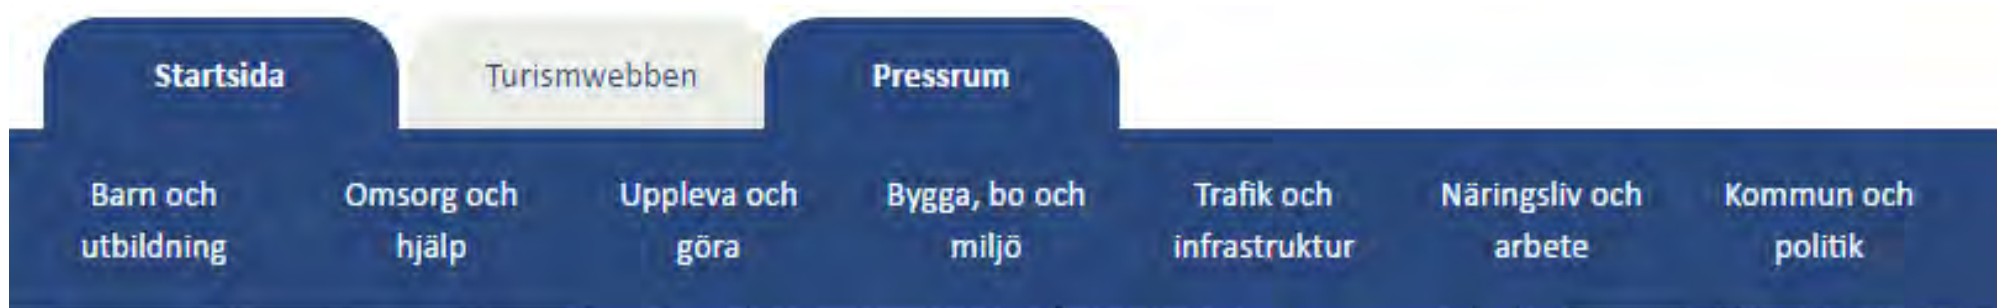 Startsida
Turismwebben
Pressrum
Barn och
utbildning
Omsorg och
hjälp
Uppleva och
göra
Bygga, bo och
miljö
Trafik och
infrastruktur
Näringsliv och
arbete
Kommun och
politik